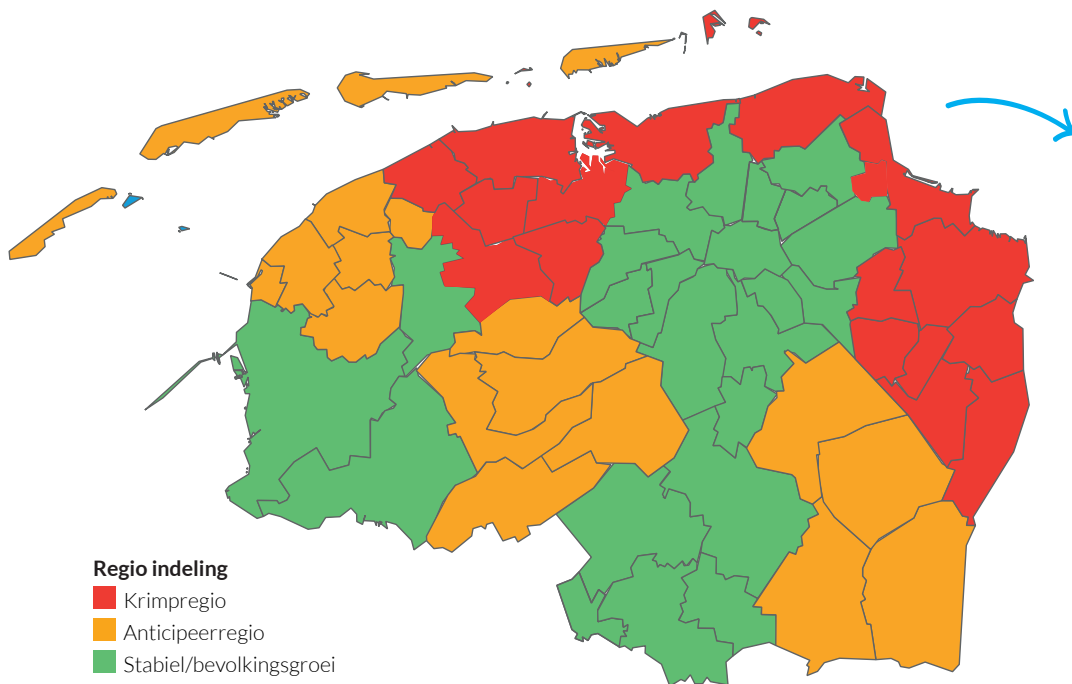 Regio indeling
Krimpregio
Anticipeerregio
Stabiel/bevolkingsgroei